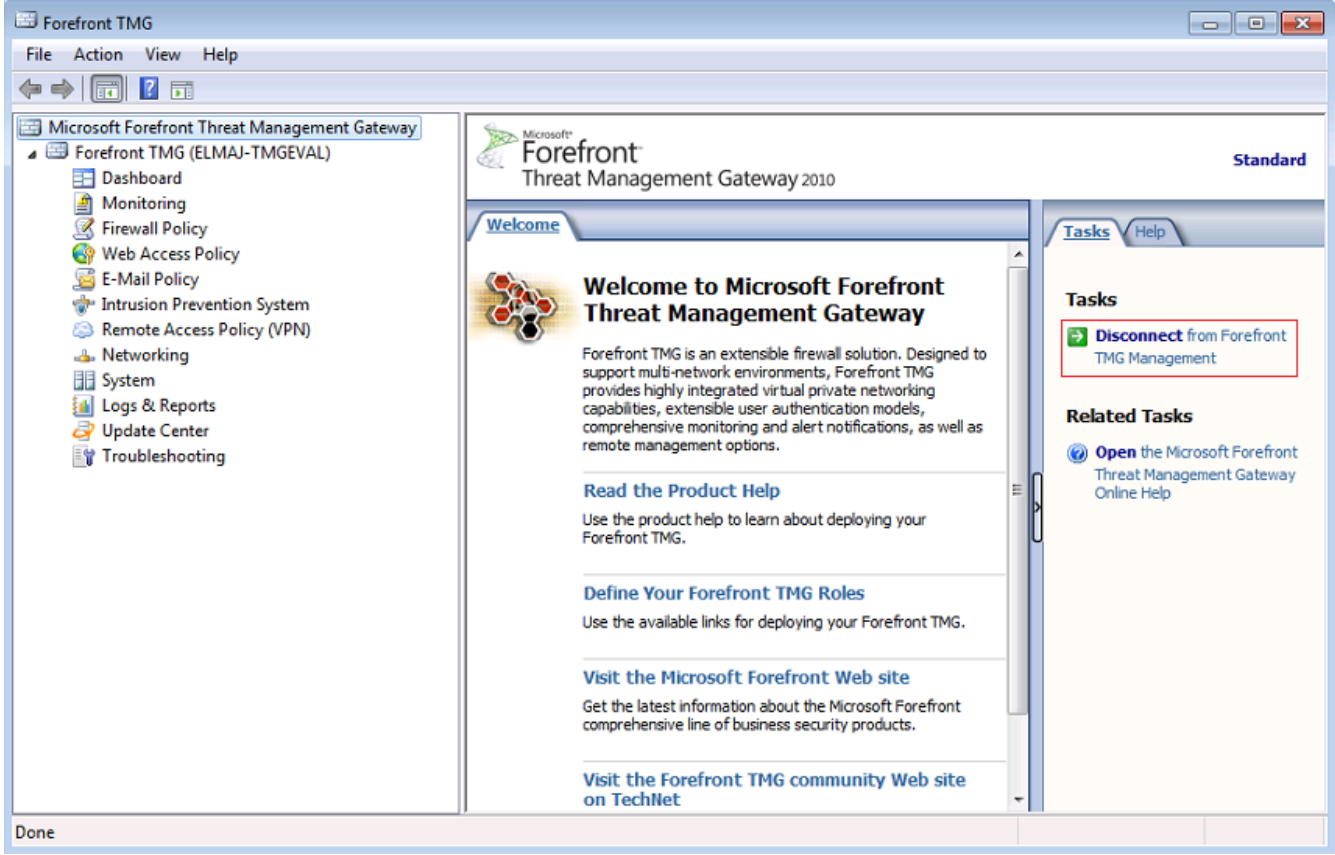 Forefront TMG
File Action View Help
Microsoft Forefront Threat Management Gateway
Forefront TMG (ELMAJ-TMGEVAL)
Dashboard
Monitoring
Firewall Policy
Web Access Policy
E-Mail Policy
Intrusion Prevention System
Remote Access Policy (VPN)
Networking
System
Logs & Reports
Update Center
Troubleshooting
Microsoft®
Forefront™
Threat Management Gateway 2010
Standard
Welcome
Welcome to Microsoft Forefront
Threat Management Gateway
Forefront TMG is an extensible firewall solution. Designed to
support multi-network environments, Forefront TMG
provides highly integrated virtual private networking
capabilities, extensible user authentication models,
comprehensive monitoring and alert notifications, as well as
remote management options.
Read the Product Help
Use the product help to learn about deploying your
Forefront TMG.
Define Your Forefront TMG Roles
Use the available links for deploying your Forefront TMG.
Visit the Microsoft Forefront Web site
Get the latest information about the Microsoft Forefront
comprehensive line of business security products.
Visit the Forefront TMG community Web site
on TechNet
Tasks Help
Tasks
Disconnect from Forefront
TMG Management
Related Tasks
Open the Microsoft Forefront
Threat Management Gateway
Online Help
Done